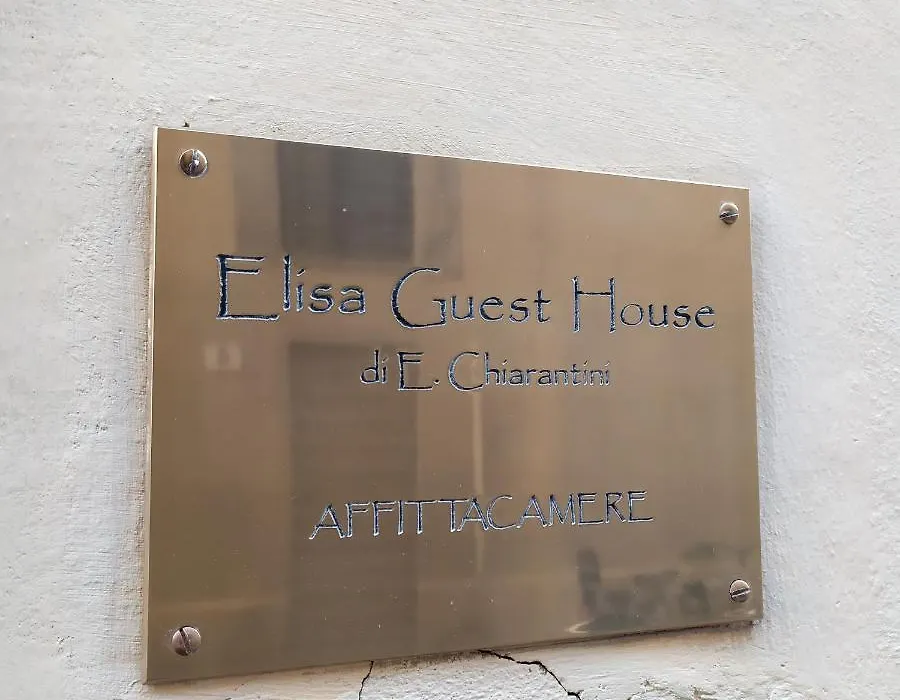 Elisa Guest House
di E. Chiarantini
AFFITTACAMERE